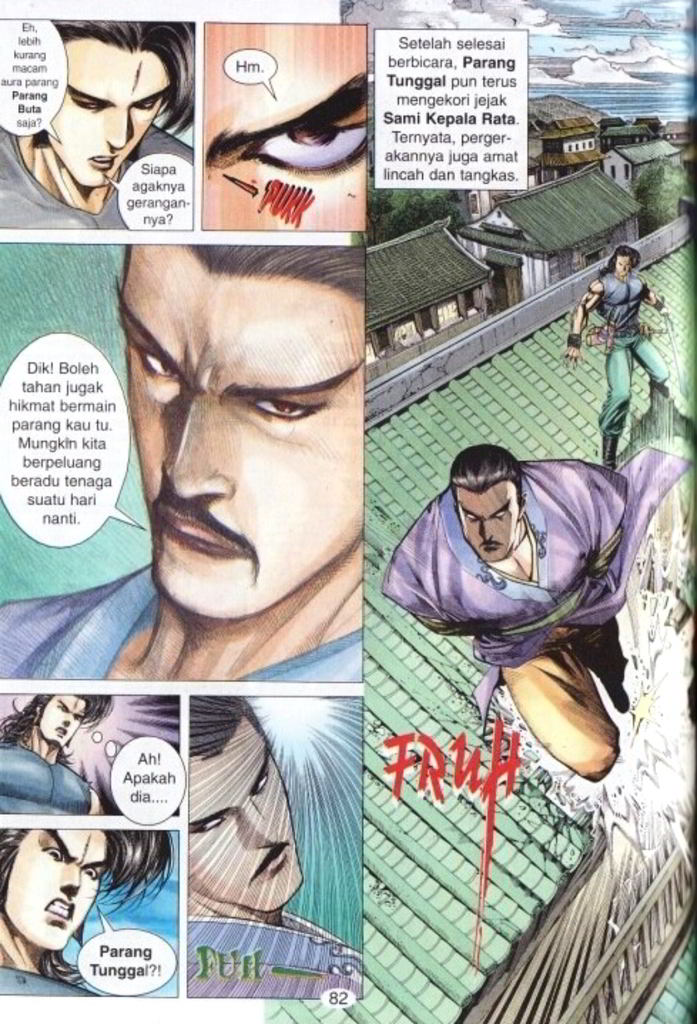 Eh,
lebih
kurang
macam
aura parang
Parang
Buta
saja?
Siapa
agaknya
gerangan-
nya?
Hm.
PURR
Dik! Boleh
tahan jugak
hikmat bermain
parang kau tu.
Mungkin kita
berpeluang
beradu tenaga
suatu hari
nanti.
Ah!
Apakah
dia....
Parang
Tunggal?!
FUH
Setelah selesai
berbicara, Parang
Tunggal pun terus
mengekori jejak
Sami Kepala Rata.
Ternyata, perger-
akannya juga amat
lincah dan tangkas.
FRUH
82